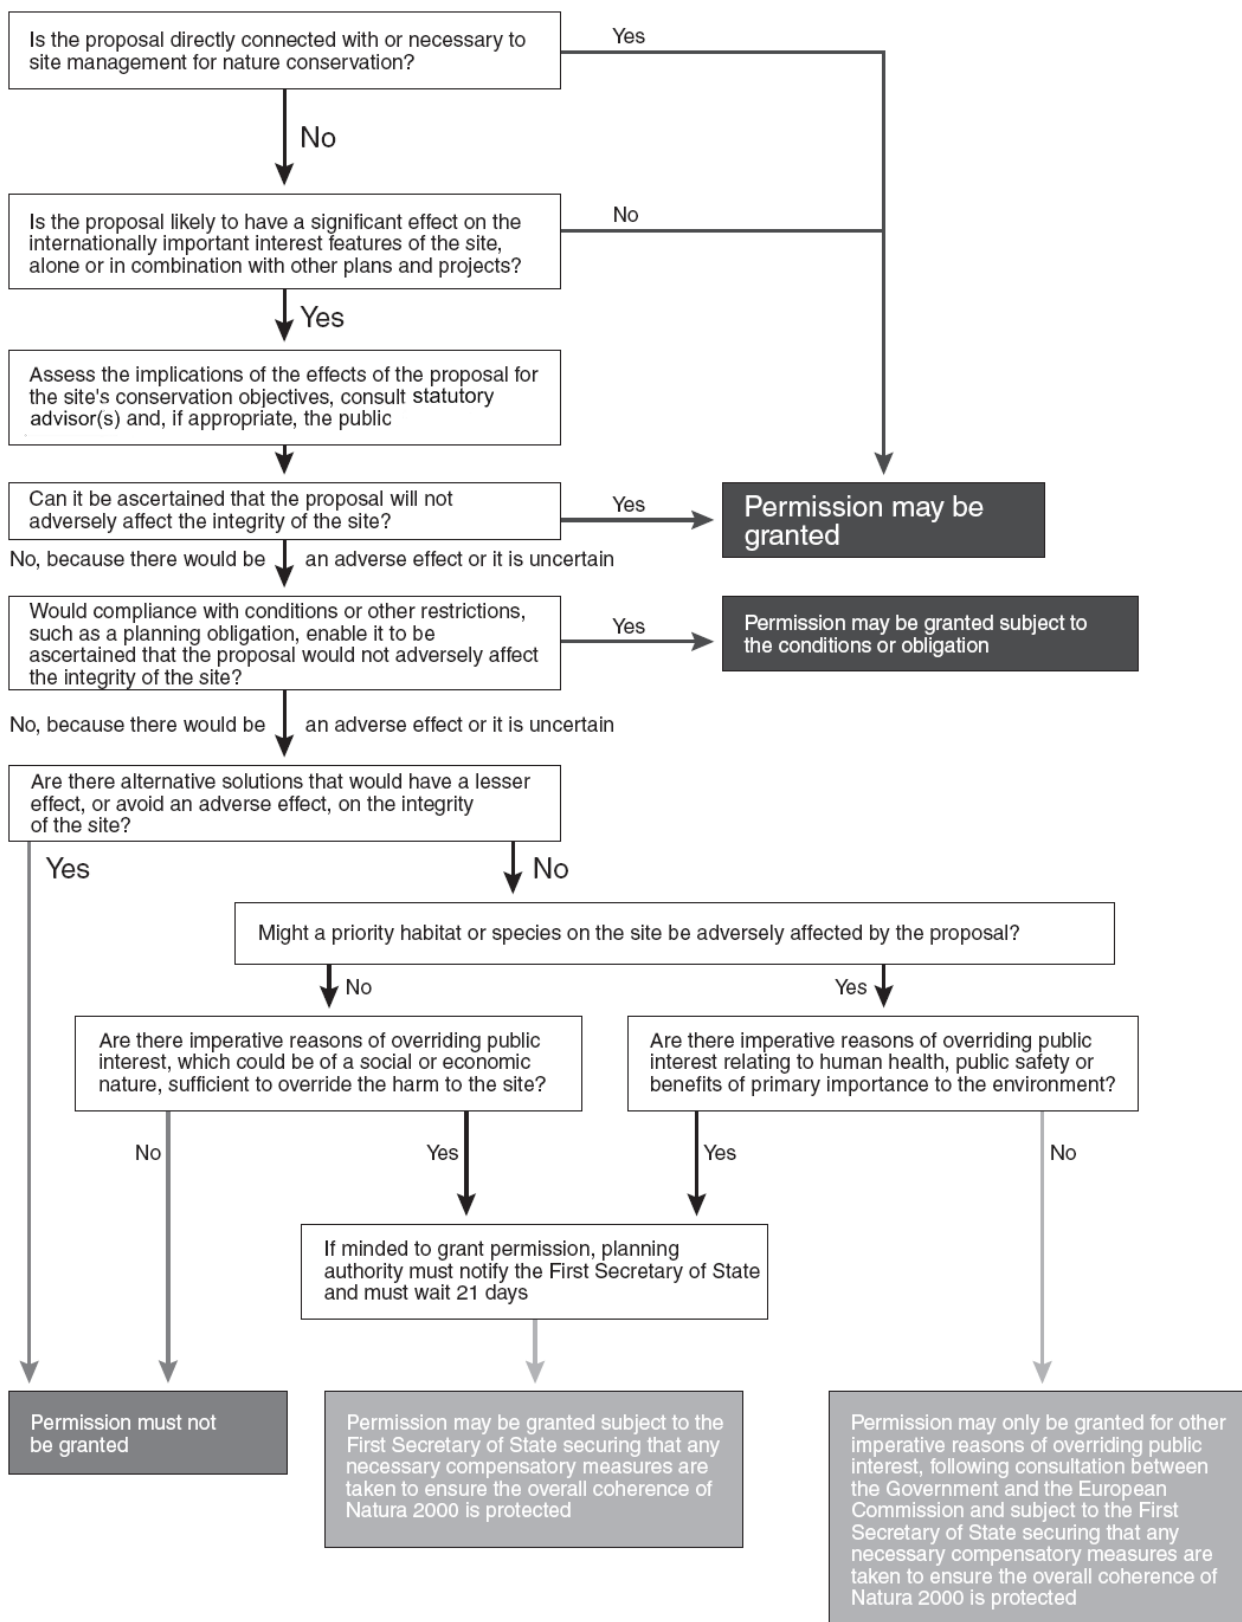 Is the proposal directly connected with or necessary to
site management for nature conservation?
Yes
No
Is the proposal likely to have a significant effect on the
internationally important interest features of the site,
alone or in combination with other plans and projects?
No
Yes
Assess the implications of the effects of the proposal for
the site's conservation objectives, consult statutory
advisor(s) and, if appropriate, the public
Can it be ascertained that the proposal will not
adversely affect the integrity of the site?
Yes
Permission may be
granted
No, because there would be an adverse effect or it is uncertain
Would compliance with conditions or other restrictions,
such as a planning obligation, enable it to be
ascertained that the proposal would not adversely affect
the integrity of the site?
Yes
Permission may be granted subject to
the conditions or obligation
No, because there would be an adverse effect or it is uncertain
Are there alternative solutions that would have a lesser
effect, or avoid an adverse effect, on the integrity
of the site?
Yes
No
Might a priority habitat or species on the site be adversely affected by the proposal?
No
Yes
Are there imperative reasons of overriding public
interest, which could be of a social or economic
nature, sufficient to override the harm to the site?
Are there imperative reasons of overriding public
interest relating to human health, public safety or
benefits of primary importance to the environment?
No
Yes
Yes
No
If minded to grant permission, planning
authority must notify the First Secretary of State
and must wait 21 days
Permission must not
be granted
Permission may be granted subject to the
First Secretary of State securing that any
necessary compensatory measures are
taken to ensure the overall coherence of
Natura 2000 is protected
Permission may only be granted for other
imperative reasons of overriding public
interest, following consultation between
the Government and the European
Commission and subject to the First
Secretary of State securing that any
necessary compensatory measures are
taken to ensure the overall coherence of
Natura 2000 is protected